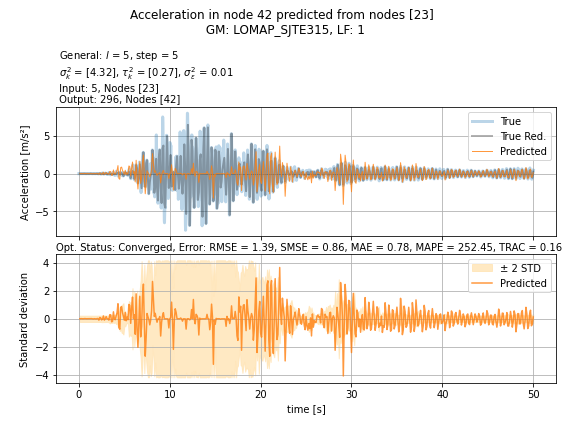 Acceleration in node 42 predicted from nodes [23]
GM: LOMAP_SJTE315, LF: 1
General: l = 5, step = 5
σ²ₖ = [4.32], τ²ₖ = [0.27], σ²ₑ = 0.01
Input: 5, Nodes [23]
Output: 296, Nodes [42]
Acceleration [m/s²]
5
0
−5
True
True Red.
Predicted
Opt. Status: Converged, Error: RMSE = 1.39, SMSE = 0.86, MAE = 0.78, MAPE = 252.45, TRAC = 0.16
Standard deviation
4
2
0
−2
−4
± 2 STD
Predicted
0 10 20 30 40 50
time [s]